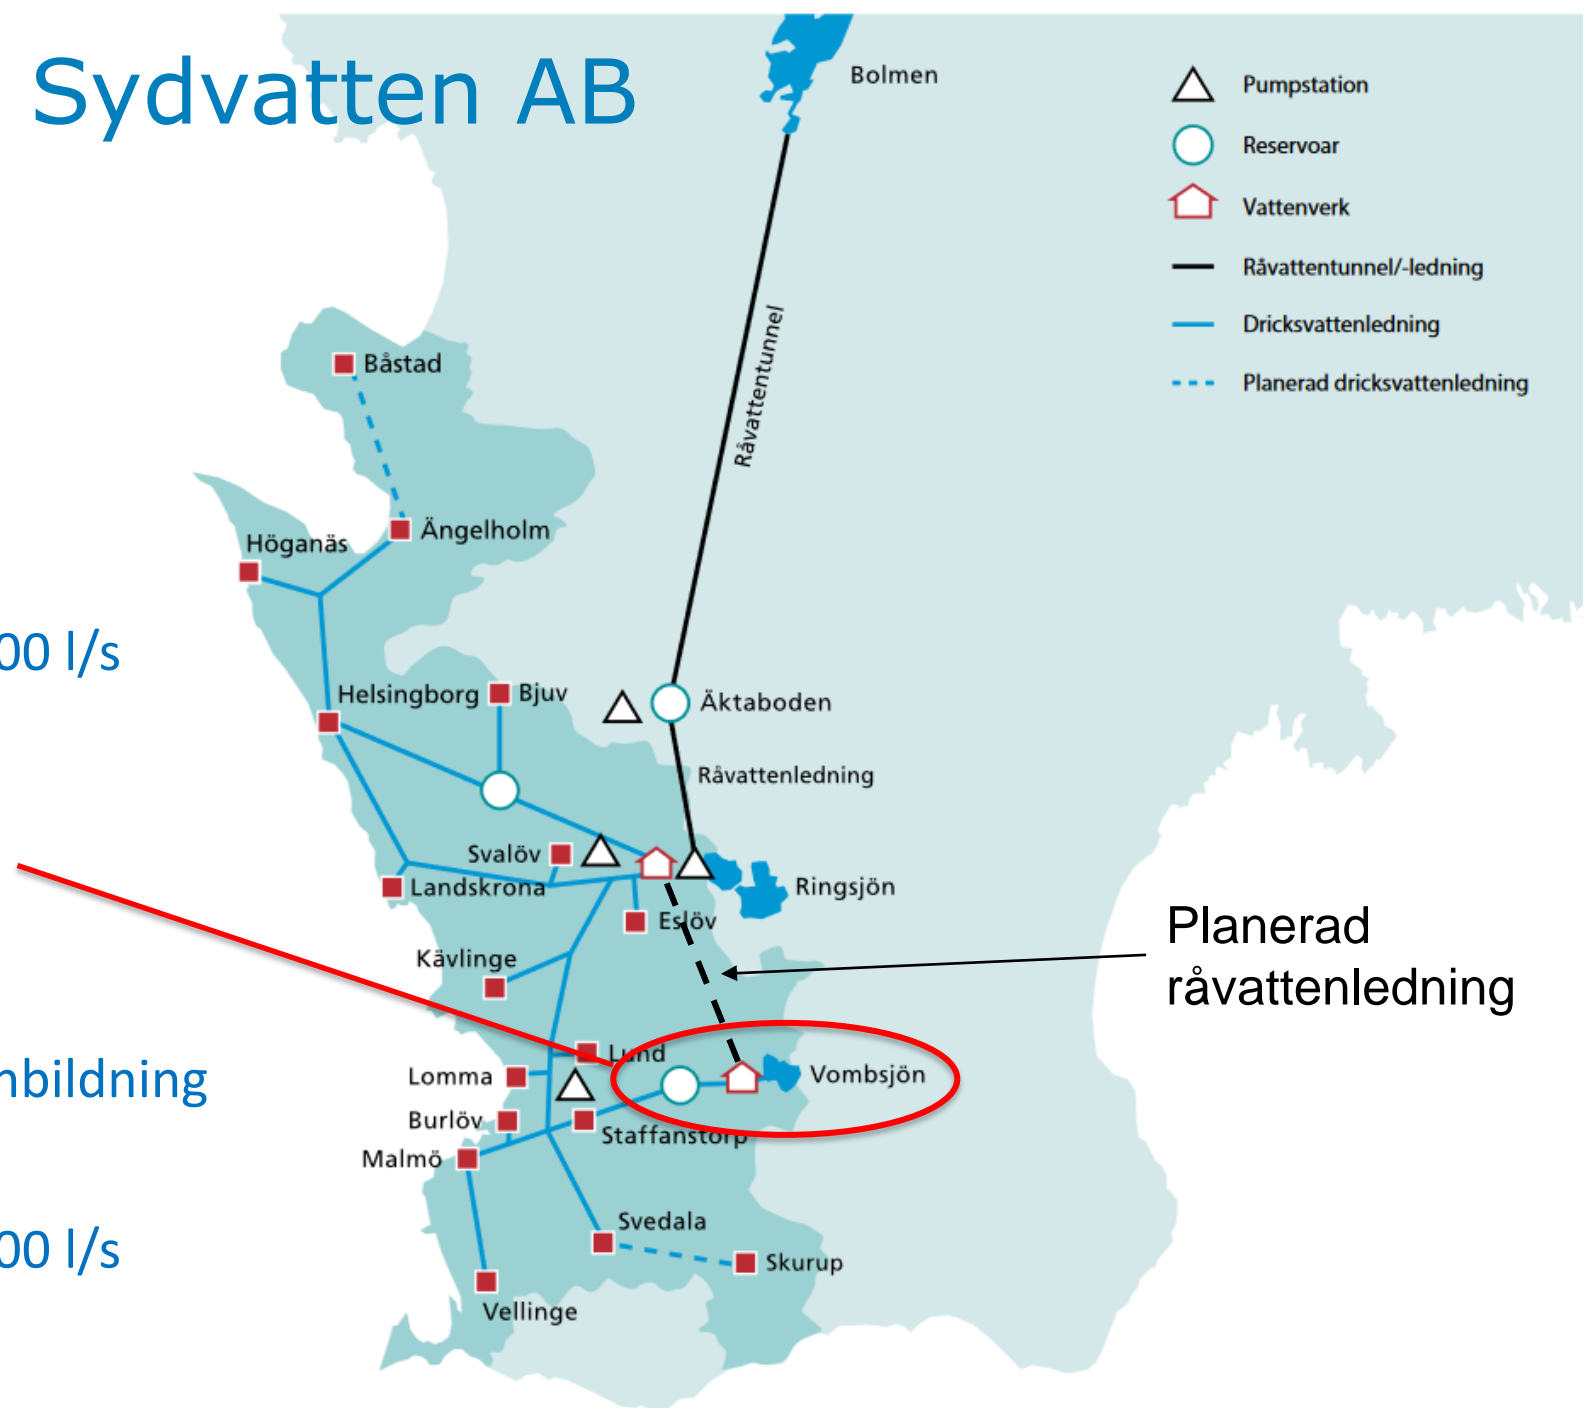 Sydvatten AB
Bolmen
Pumpstation
Reservoar
Vattenverk
Råvattentunnel/-ledning
Dricksvattenledning
Planerad dricksvattenledning
Råvattentunnel
Båstad
Ängelholm
Höganäs
00 l/s
Helsingborg
Bjuv
Äktaboden
Råvattenledning
Svalöv
Landskrona
Ringsjön
Eslöv
Planerad
råvattenledning
Kävlinge
Lund
Lomma
Vombsjön
nbildning
Burlöv
Staffanstorp
Malmö
Svedala
00 l/s
Skurup
Vellinge